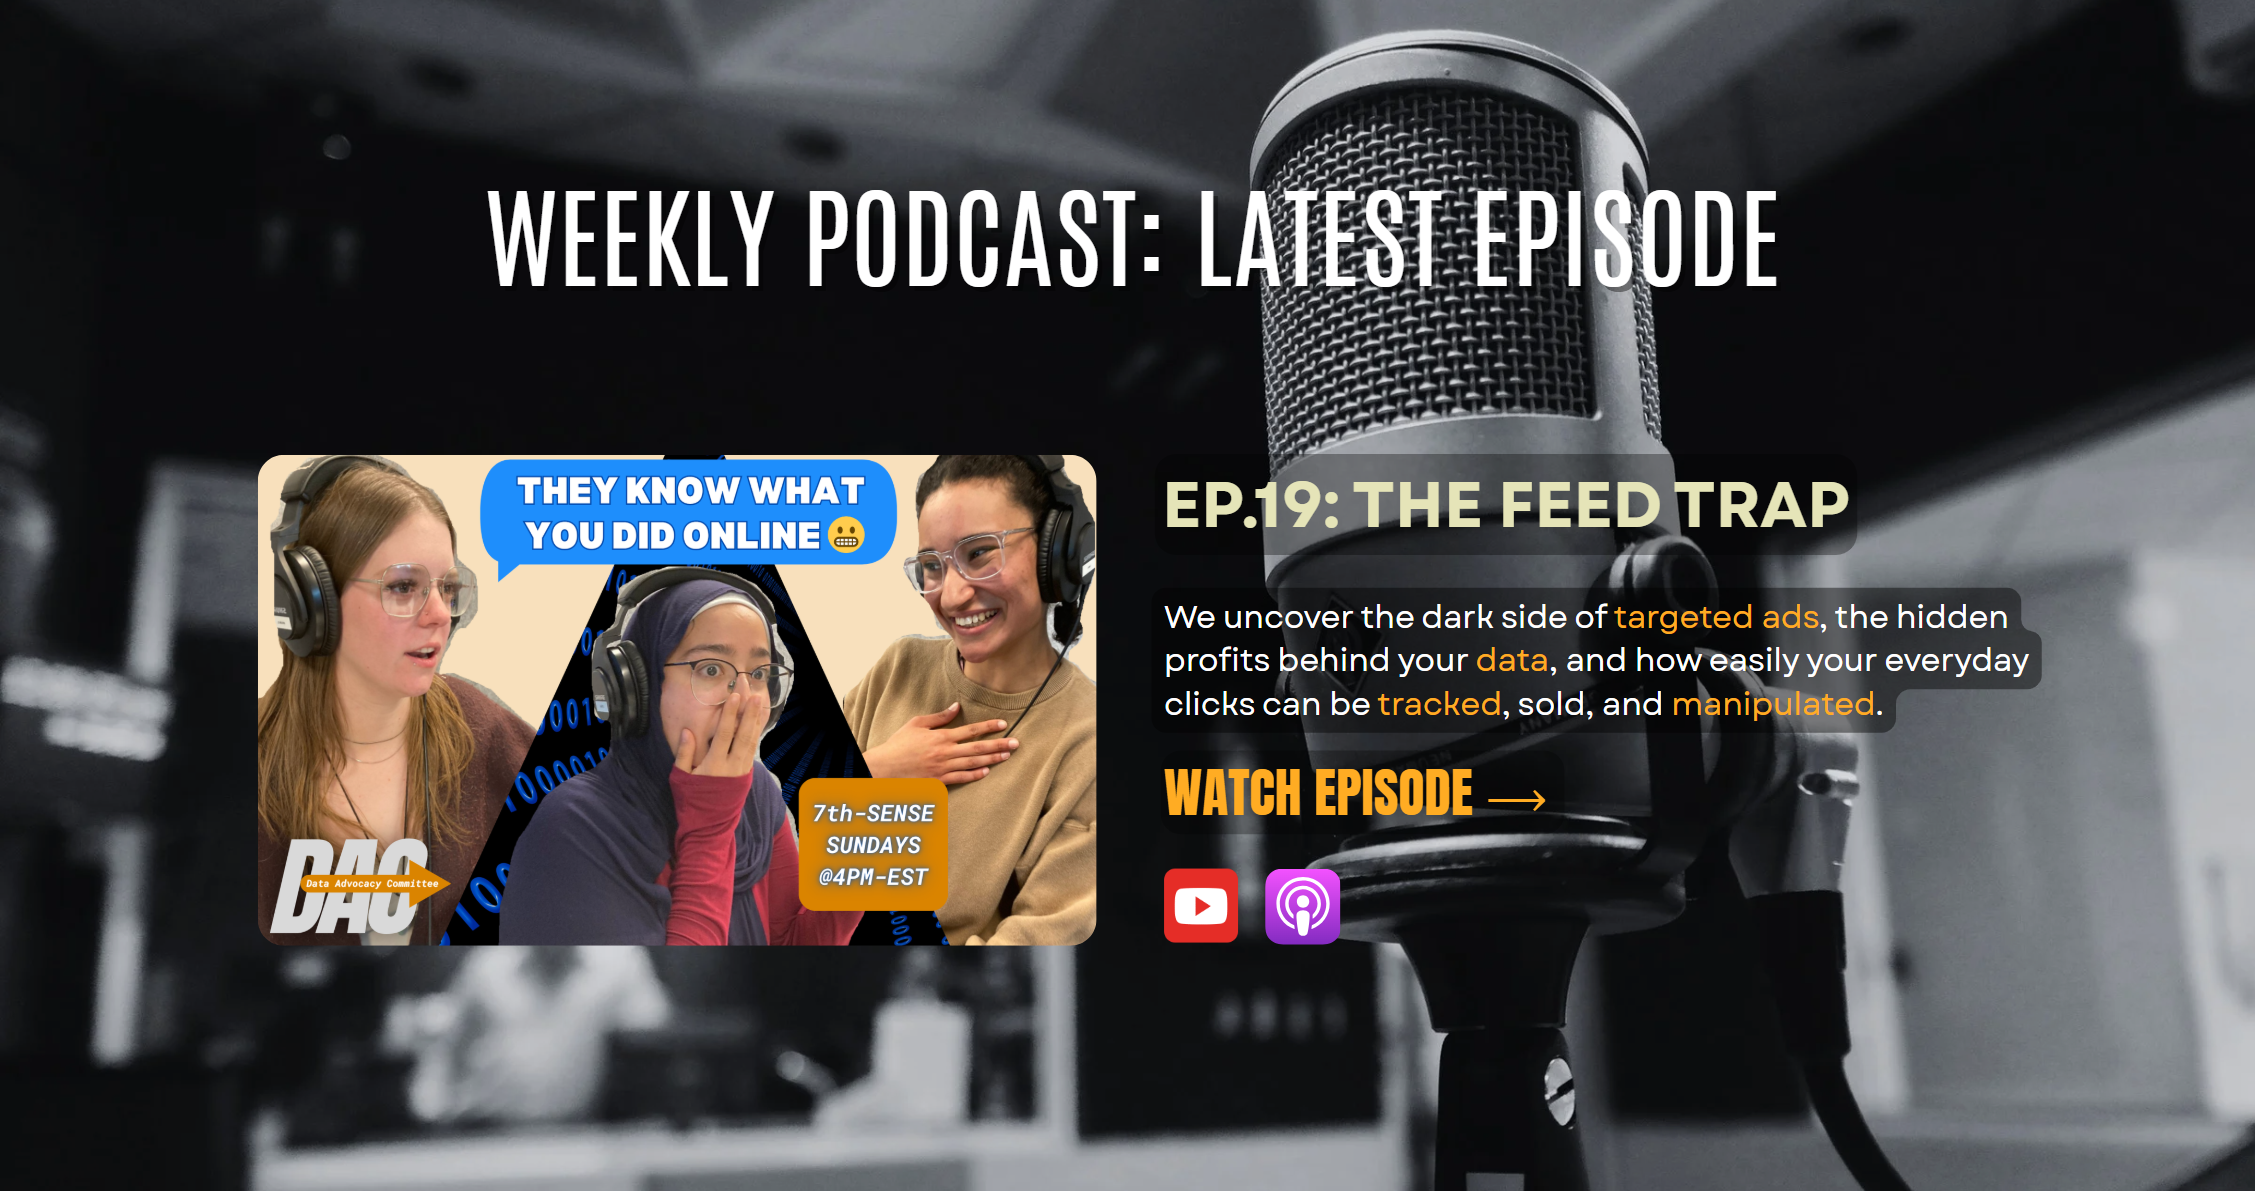 WEEKLY PODCAST: LATEST EPISODE
THEY KNOW WHAT
YOU DID ONLINE 😬
7th-SENSE
SUNDAYS
@4PM-EST
DAC
Data Advocacy Committee
EP.19: THE FEED TRAP
We uncover the dark side of targeted ads, the hidden
profits behind your data, and how easily your everyday
clicks can be tracked, sold, and manipulated.
WATCH EPISODE →